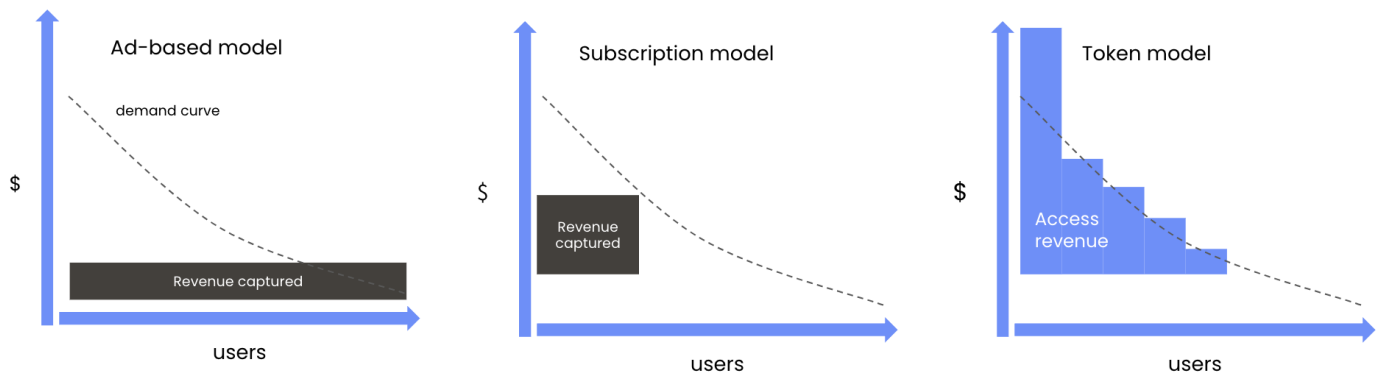 Ad-based model
demand curve
$
Revenue captured
users
Subscription model
$
Revenue
captured
users
Token model
$
Access
revenue
users